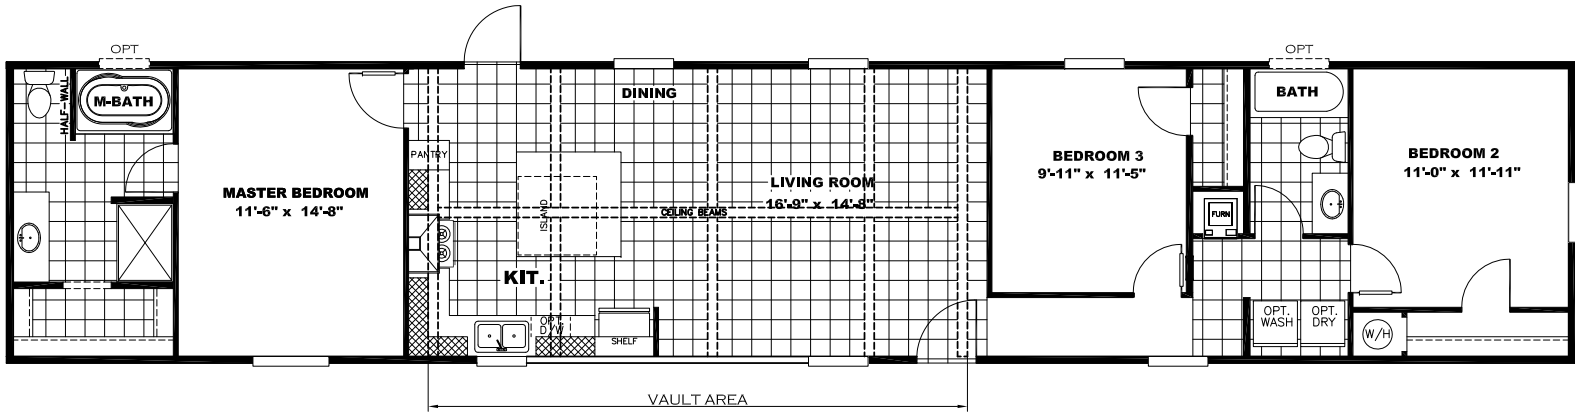 OPT
OPT
HALF-WALL
M-BATH
DINING
BATH
PANTRY
BEDROOM 3
9'-11" x 11'-5"
BEDROOM 2
11'-0" x 11'-11"
MASTER BEDROOM
11'-6" x 14'-8"
LIVING ROOM
16'-9" x 14'-8"
ISLAND
CEILING BEAMS
FURN
KIT.
OPT.
D/W
SHELF
OPT.
WASH
OPT.
DRY
W/H
VAULT AREA